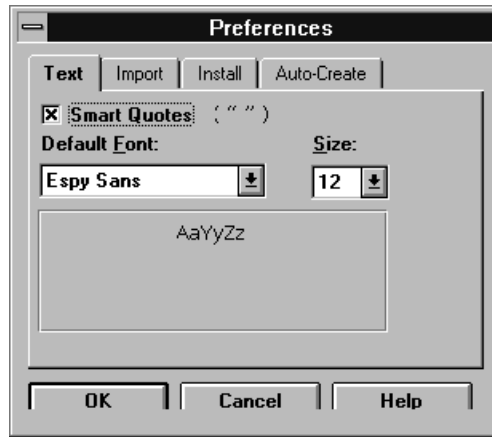 Preferences
Text Import Install Auto-Create
Smart Quotes (“ ”)
Default Font: Size:
Espy Sans 12
AaYyZz
OK Cancel Help